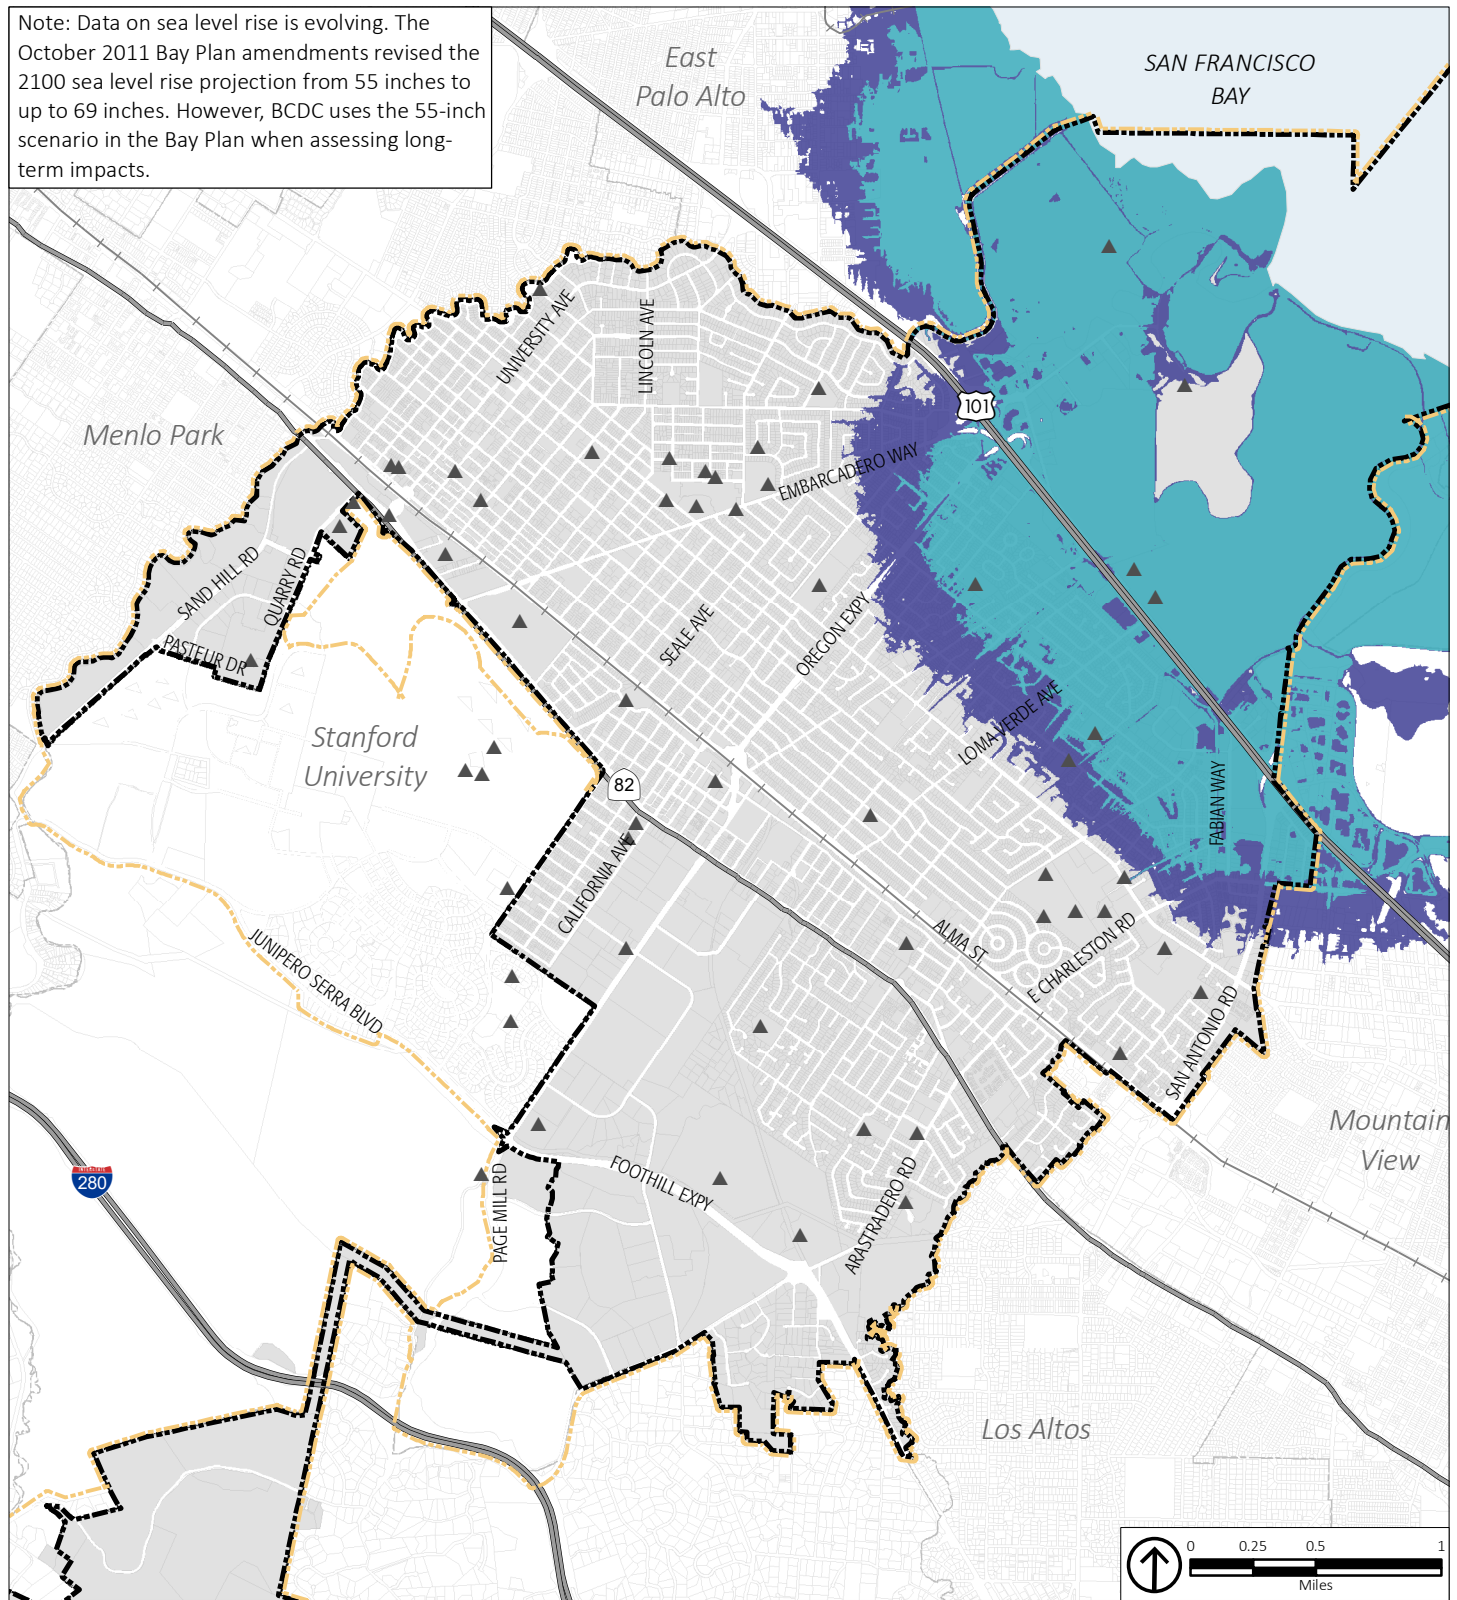 Note: Data on sea level rise is evolving. The
October 2011 Bay Plan amendments revised the
2100 sea level rise projection from 55 inches to
up to 69 inches. However, BCDC uses the 55-inch
scenario in the Bay Plan when assessing long-
term impacts.
East
Palo Alto
SAN FRANCISCO
BAY
UNIVERSITY AVE
LINCOLN AVE
101
Menlo Park
EMBARCADERO WAY
SAND HILL RD
QUARRY RD
PASTEUR DR
SEALE AVE
OREGON EXPY
LOMA VERDE AVE
Stanford
University
82
FABIAN WAY
CALIFORNIA AVE
ALMA ST
E CHARLESTON RD
JUNIPERO SERRA BLVD
SAN ANTONIO RD
Mountain
View
INTERSTATE
280
PAGE MILL RD
FOOTHILL EXPY
ARASTRADERO RD
Los Altos
0 0.25 0.5 1
Miles